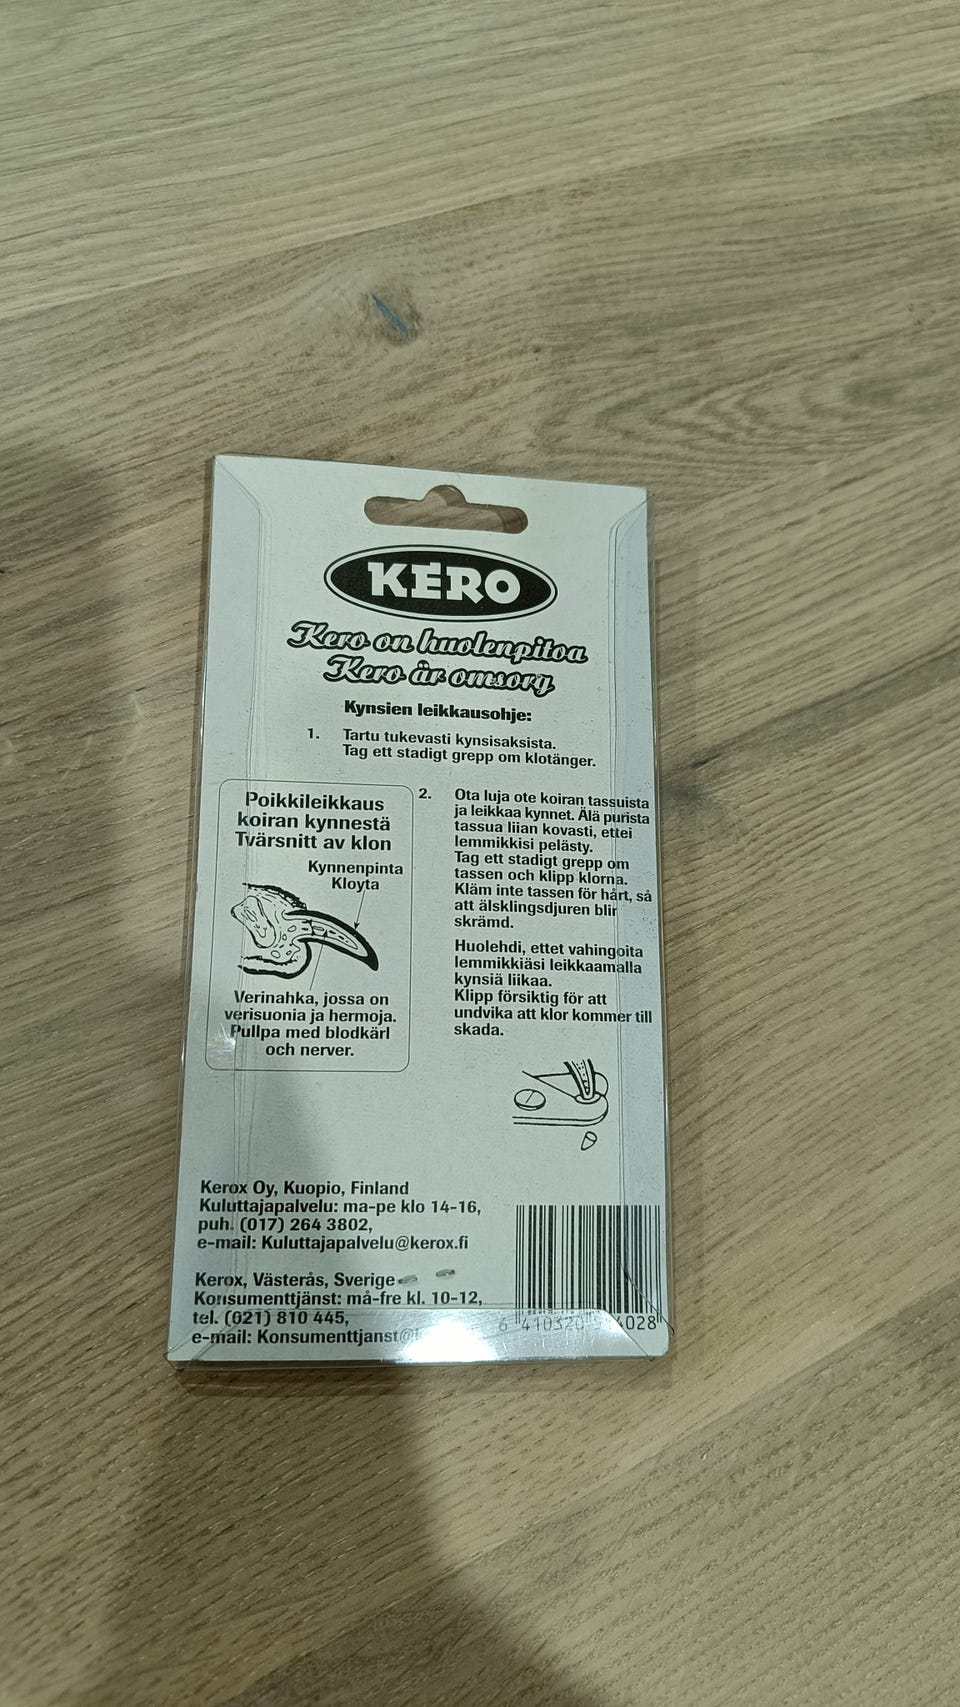 KERO
Kero on huolenpitoa
Kero är omsorg
Kynsien leikkausohje:
1. Tartu tukevasti kynsisaksista.
Tag ett stadigt grepp om klotänger.
Poikkileikkaus
koiran kynnestä
Tvärsnitt av klon
Kynnenpinta
Kloyta
Verinahka, jossa on
verisuonia ja hermoja.
Pullpa med blodkärl
och nerver.
2. Ota luja ote koiran tassuista
ja leikkaa kynnet. Älä purista
tassua liian kovasti, ettei
lemmikkisi pelästy.
Tag ett stadigt grepp om
tassen och klipp klorna.
Kläm inte tassen för hårt, så
att älsklingsdjuren blir
skrämd.
Huolehdi, ettet vahingoita
lemmikkiäsi leikkaamalla
kynsiä liikaa.
Klipp försiktig för att
undvika att klor kommer till
skada.
Kerox Oy, Kuopio, Finland
Kuluttajapalvelu: ma-pe klo 14-16,
puh. (017) 264 3802,
e-mail: Kuluttajapalvelu@kerox.fi
Kerox, Västerås, Sverige
Konsumenttjänst: må-fre kl. 10-12,
tel. (021) 810 445,
e-mail: Konsumenttjanst@
6 410320 4028